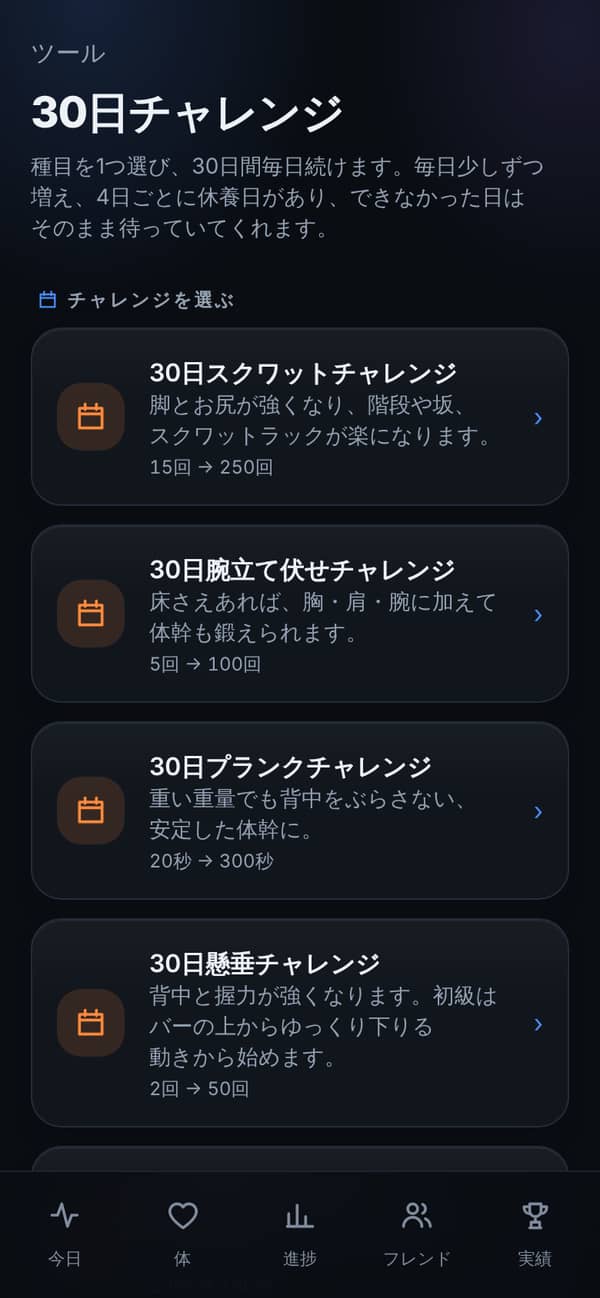 ツール
30日チャレンジ
種目を1つ選び、30日間毎日続けます。毎日少しずつ
増え、4日ごとに休養日があり、できなかった日は
そのまま待っていてくれます。
チャレンジを選ぶ
30日スクワットチャレンジ
脚とお尻が強くなり、階段や坂、
スクワットラックが楽になります。
15回 → 250回
30日腕立て伏せチャレンジ
床さえあれば、胸・肩・腕に加えて
体幹も鍛えられます。
5回 → 100回
30日プランクチャレンジ
重い重量でも背中をぶらさない、
安定した体幹に。
20秒 → 300秒
30日懸垂チャレンジ
背中と握力が強くなります。初級は
バーの上からゆっくり下りる
動きから始めます。
2回 → 50回
今日
体
進捗
フレンド
実績